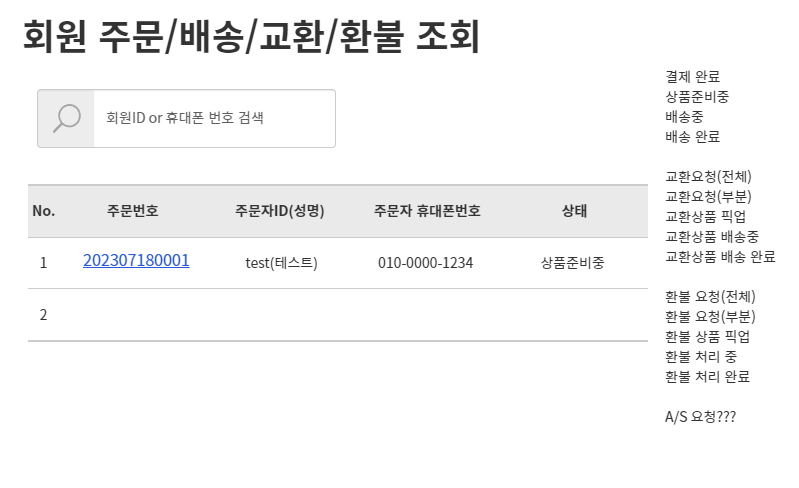 회원 주문/배송/교환/환불 조회
회원ID or 휴대폰 번호 검색
No. 주문번호 주문자ID(성명) 주문자 휴대폰번호 상태
1 202307180001 test(테스트) 010-0000-1234 상품준비중
2
결제 완료
상품준비중
배송중
배송 완료
교환요청(전체)
교환요청(부분)
교환상품 픽업
교환상품 배송중
교환상품 배송 완료
환불 요청(전체)
환불 요청(부분)
환불 상품 픽업
환불 처리 중
환불 처리 완료
A/S 요청???